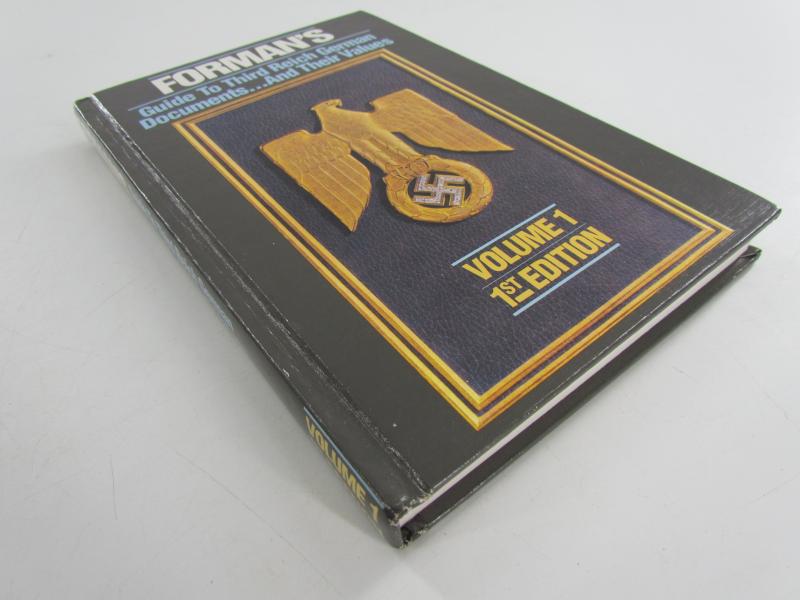 FORMAN'S
Guide To Third Reich German
Documents...And Their Values
VOLUME 1
1ST EDITION
VOLUME 1